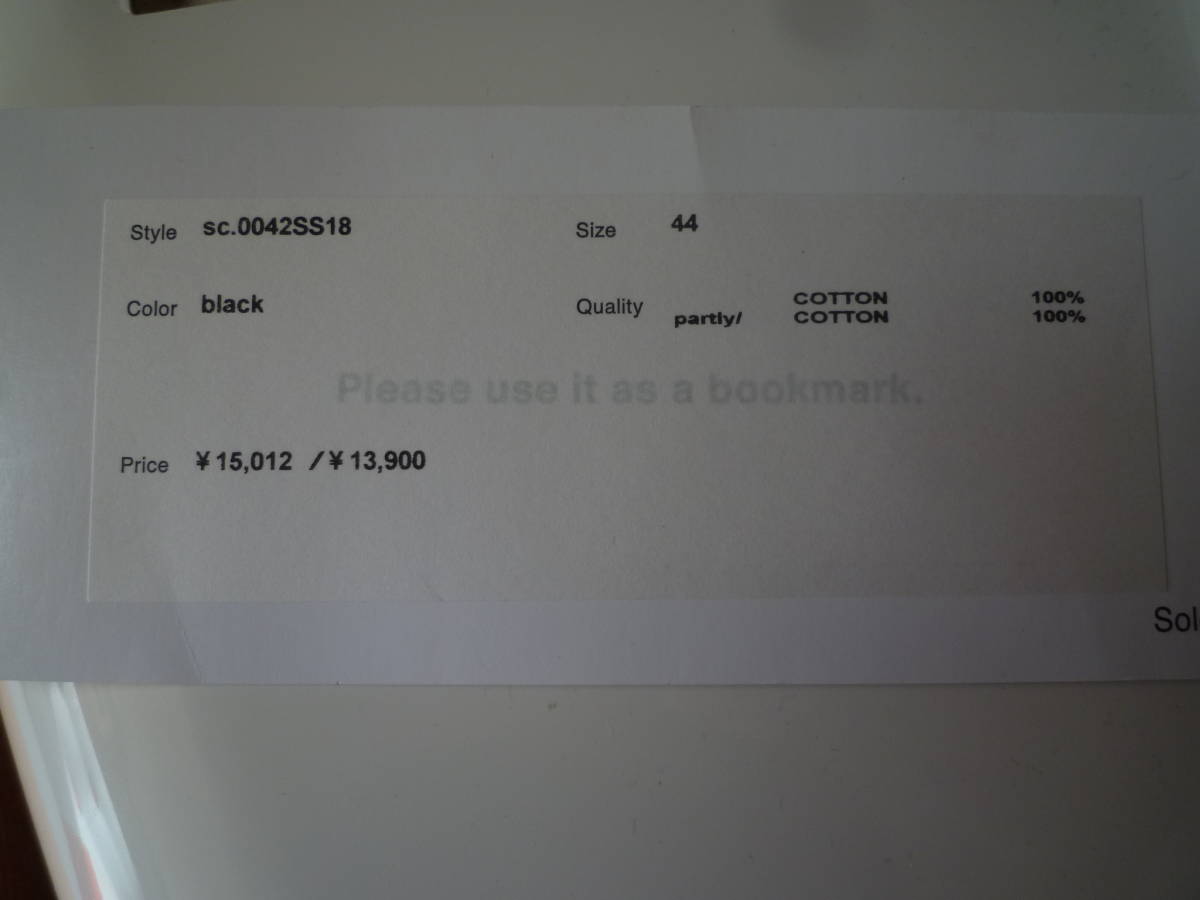 Style sc.0042SS18 Size 44
Color black Quality COTTON 100%
partly/ COTTON 100%
Please use it as a bookmark.
Price ¥15,012 /¥13,900